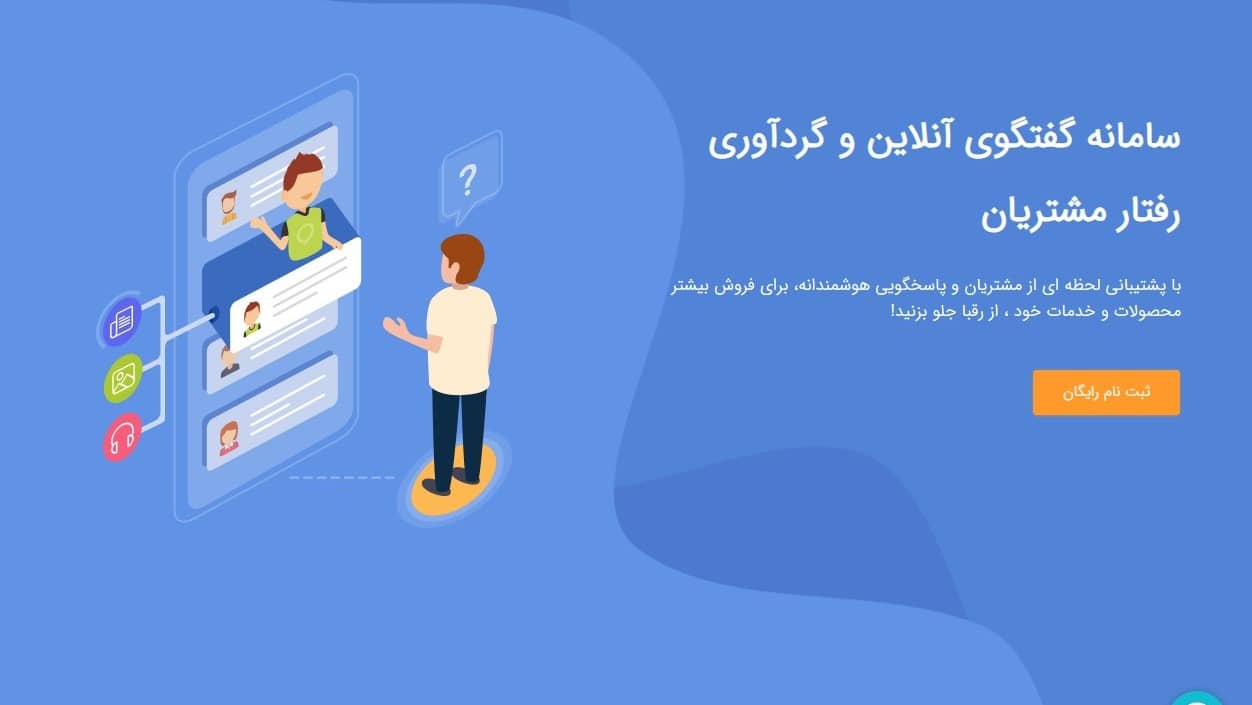 سامانه گفتگوی آنلاین و گردآوری
رفتار مشتریان
با پشتیبانی لحظه ای از مشتریان و پاسخگویی هوشمندانه، برای فروش بیشتر
محصولات و خدمات خود ، از رقبا جلو بزنید!
ثبت نام رایگان
?